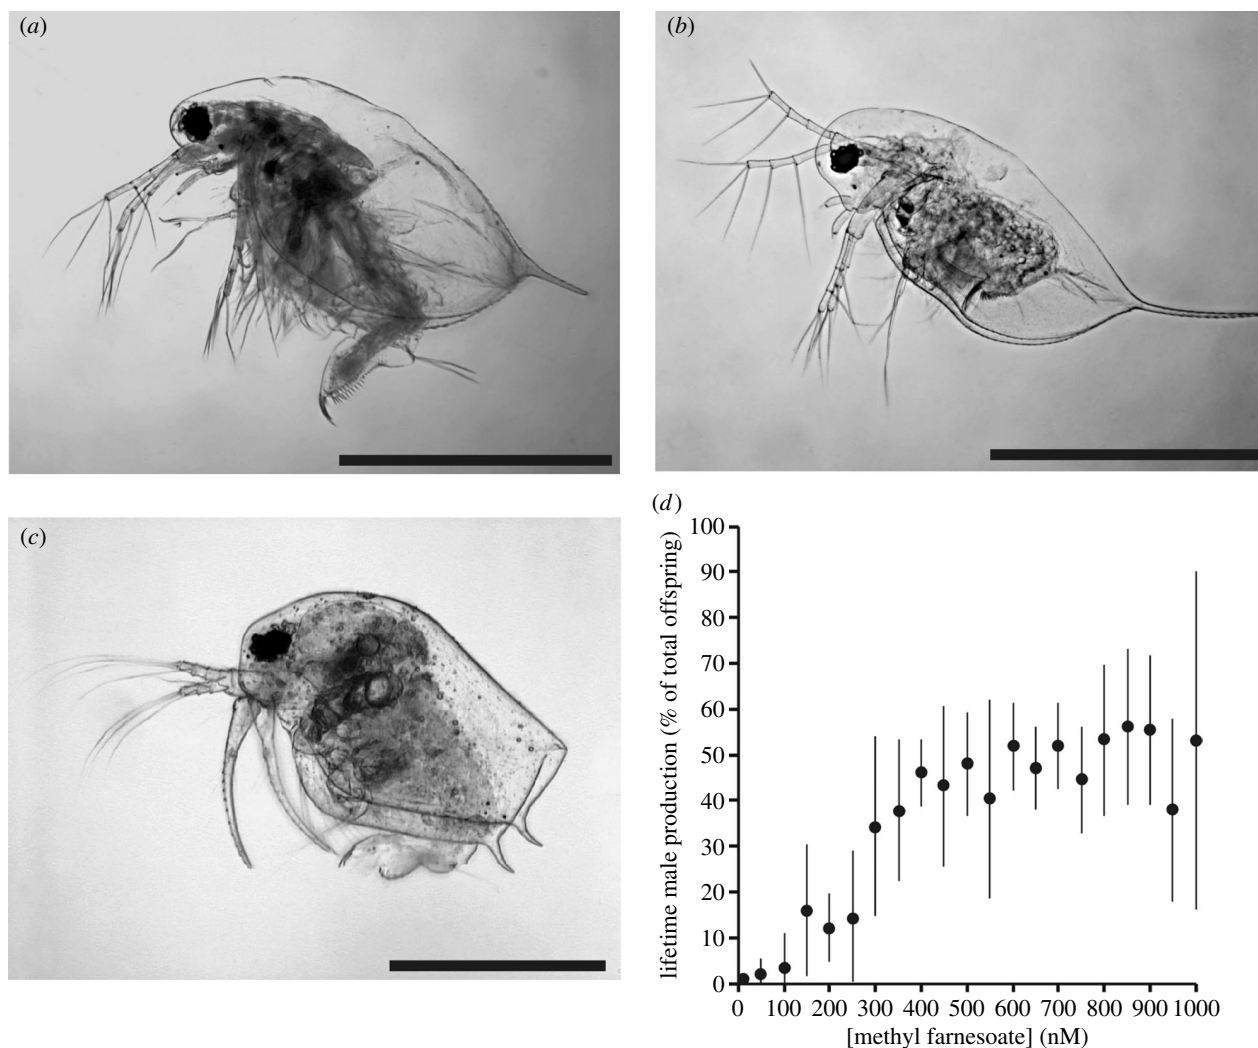 (a)
(b)
(c)
(d)
lifetime male production (% of total offspring)
100
90
80
70
60
50
40
30
20
10
0
0 100 200 300 400 500 600 700 800 900 1000
[methyl farnesoate] (nM)